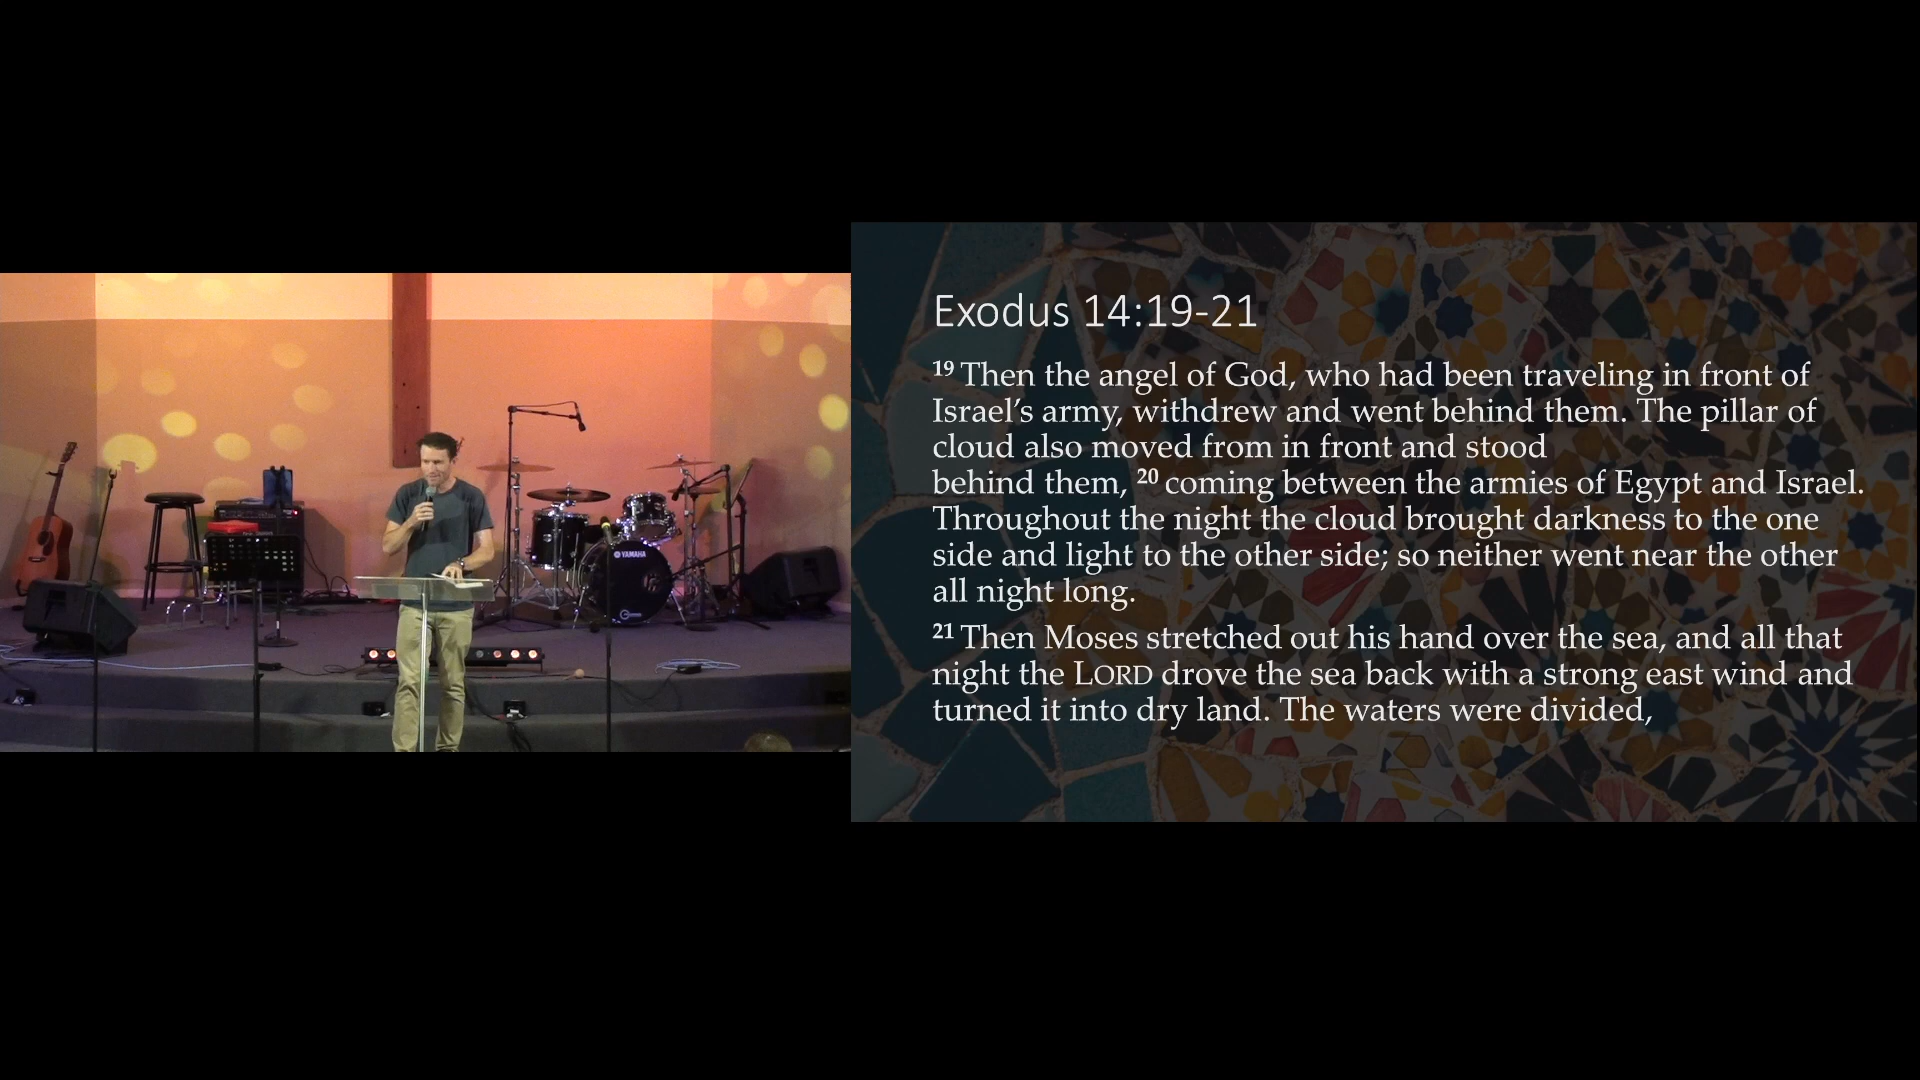 Exodus 14:19-21
19 Then the angel of God, who had been traveling in front of
Israel’s army, withdrew and went behind them. The pillar of
cloud also moved from in front and stood
behind them, 20 coming between the armies of Egypt and Israel.
Throughout the night the cloud brought darkness to the one
side and light to the other side; so neither went near the other
all night long.
21 Then Moses stretched out his hand over the sea, and all that
night the LORD drove the sea back with a strong east wind and
turned it into dry land. The waters were divided,
YAMAHA